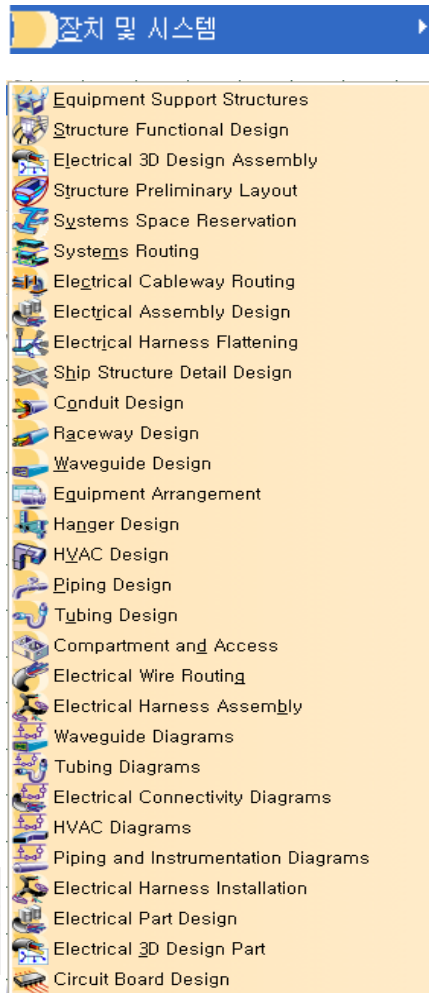 장치 및 시스템
Equipment Support Structures
Structure Functional Design
Electrical 3D Design Assembly
Structure Preliminary Layout
Systems Space Reservation
Systems Routing
Electrical Cableway Routing
Electrical Assembly Design
Electrical Harness Flattening
Ship Structure Detail Design
Conduit Design
Raceway Design
Waveguide Design
Equipment Arrangement
Hanger Design
HVAC Design
Piping Design
Tubing Design
Compartment and Access
Electrical Wire Routing
Electrical Harness Assembly
Waveguide Diagrams
Tubing Diagrams
Electrical Connectivity Diagrams
HVAC Diagrams
Piping and Instrumentation Diagrams
Electrical Harness Installation
Electrical Part Design
Electrical 3D Design Part
Circuit Board Design